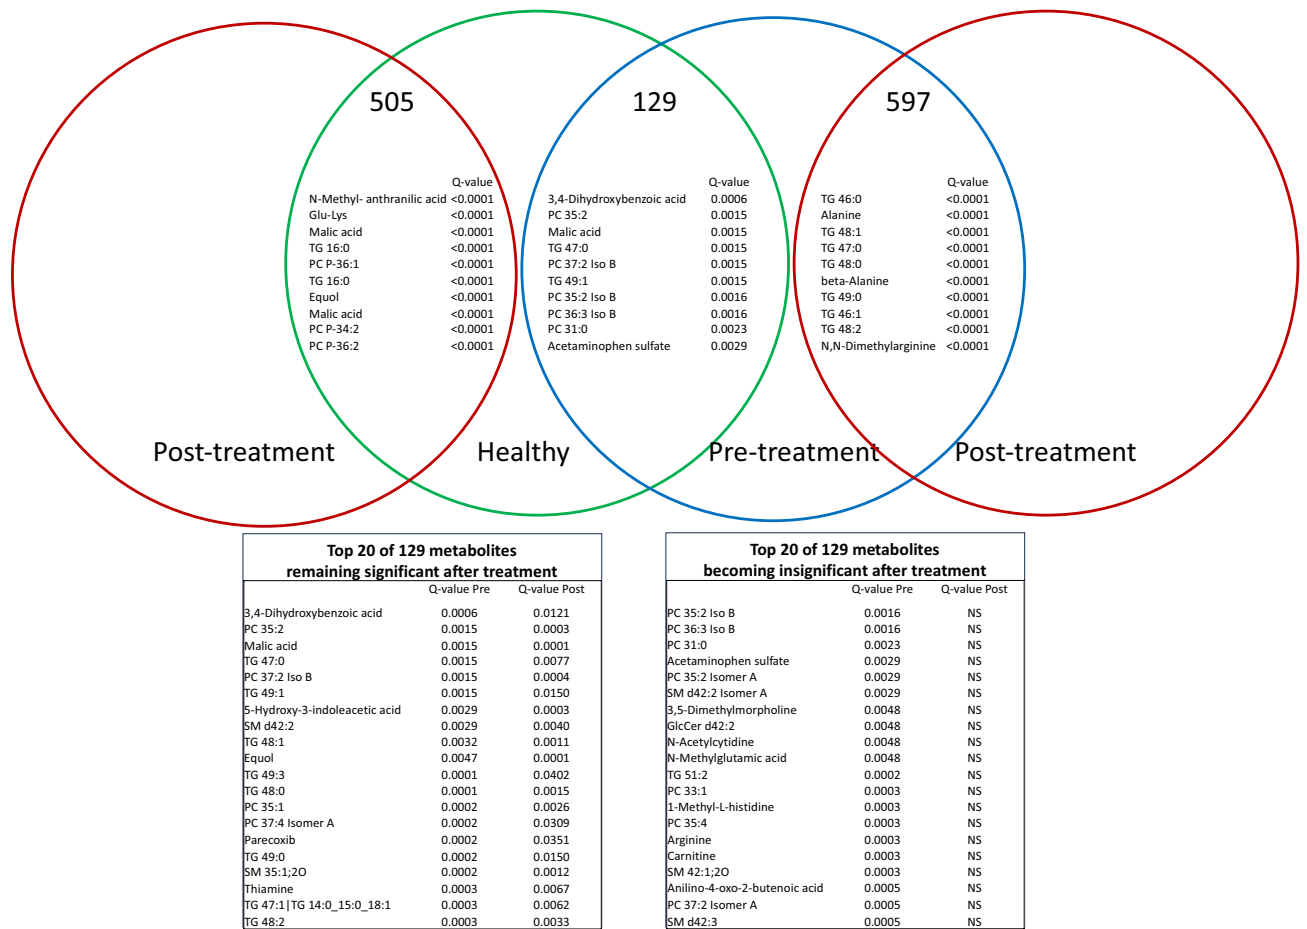 505
129
597
Q-value
N-Methyl- anthranilic acid <0.0001
Glu-Lys <0.0001
Malic acid <0.0001
TG 16:0 <0.0001
PC P-36:1 <0.0001
TG 16:0 <0.0001
Equol <0.0001
Malic acid <0.0001
PC P-34:2 <0.0001
PC P-36:2 <0.0001
Q-value
3,4-Dihydroxybenzoic acid 0.0006
PC 35:2 0.0015
Malic acid 0.0015
TG 47:0 0.0015
PC 37:2 Iso B 0.0015
TG 49:1 0.0015
PC 35:2 Iso B 0.0016
PC 36:3 Iso B 0.0016
PC 31:0 0.0023
Acetaminophen sulfate 0.0029
Q-value
TG 46:0 <0.0001
Alanine <0.0001
TG 48:1 <0.0001
TG 47:0 <0.0001
TG 48:0 <0.0001
beta-Alanine <0.0001
TG 49:0 <0.0001
TG 46:1 <0.0001
TG 48:2 <0.0001
N,N-Dimethylarginine <0.0001
Post-treatment
Healthy
Pre-treatment
Post-treatment
Top 20 of 129 metabolites
remaining significant after treatment
Q-value Pre Q-value Post
3,4-Dihydroxybenzoic acid 0.0006 0.0121
PC 35:2 0.0015 0.0003
Malic acid 0.0015 0.0001
TG 47:0 0.0015 0.0077
PC 37:2 Iso B 0.0015 0.0004
TG 49:1 0.0015 0.0150
5-Hydroxy-3-indoleacetic acid 0.0029 0.0003
SM d42:2 0.0029 0.0040
TG 48:1 0.0032 0.0011
Equol 0.0047 0.0001
TG 49:3 0.0001 0.0402
TG 48:0 0.0001 0.0015
PC 35:1 0.0002 0.0026
PC 37:4 Isomer A 0.0002 0.0309
Parecoxib 0.0002 0.0351
TG 49:0 0.0002 0.0150
SM 35:1;2O 0.0002 0.0012
Thiamine 0.0003 0.0067
TG 47:1|TG 14:0_15:0_18:1 0.0003 0.0062
TG 48:2 0.0003 0.0033
Top 20 of 129 metabolites
becoming insignificant after treatment
Q-value Pre Q-value Post
PC 35:2 Iso B 0.0016 NS
PC 36:3 Iso B 0.0016 NS
PC 31:0 0.0023 NS
Acetaminophen sulfate 0.0029 NS
PC 35:2 Isomer A 0.0029 NS
SM d42:2 Isomer A 0.0029 NS
3,5-Dimethylmorpholine 0.0048 NS
GlcCer d42:2 0.0048 NS
N-Acetylcytidine 0.0048 NS
N-Methylglutamic acid 0.0048 NS
TG 51:2 0.0002 NS
PC 33:1 0.0003 NS
1-Methyl-L-histidine 0.0003 NS
PC 35:4 0.0003 NS
Arginine 0.0003 NS
Carnitine 0.0003 NS
SM 42:1;2O 0.0003 NS
Anilino-4-oxo-2-butenoic acid 0.0005 NS
PC 37:2 Isomer A 0.0005 NS
SM d42:3 0.0005 NS